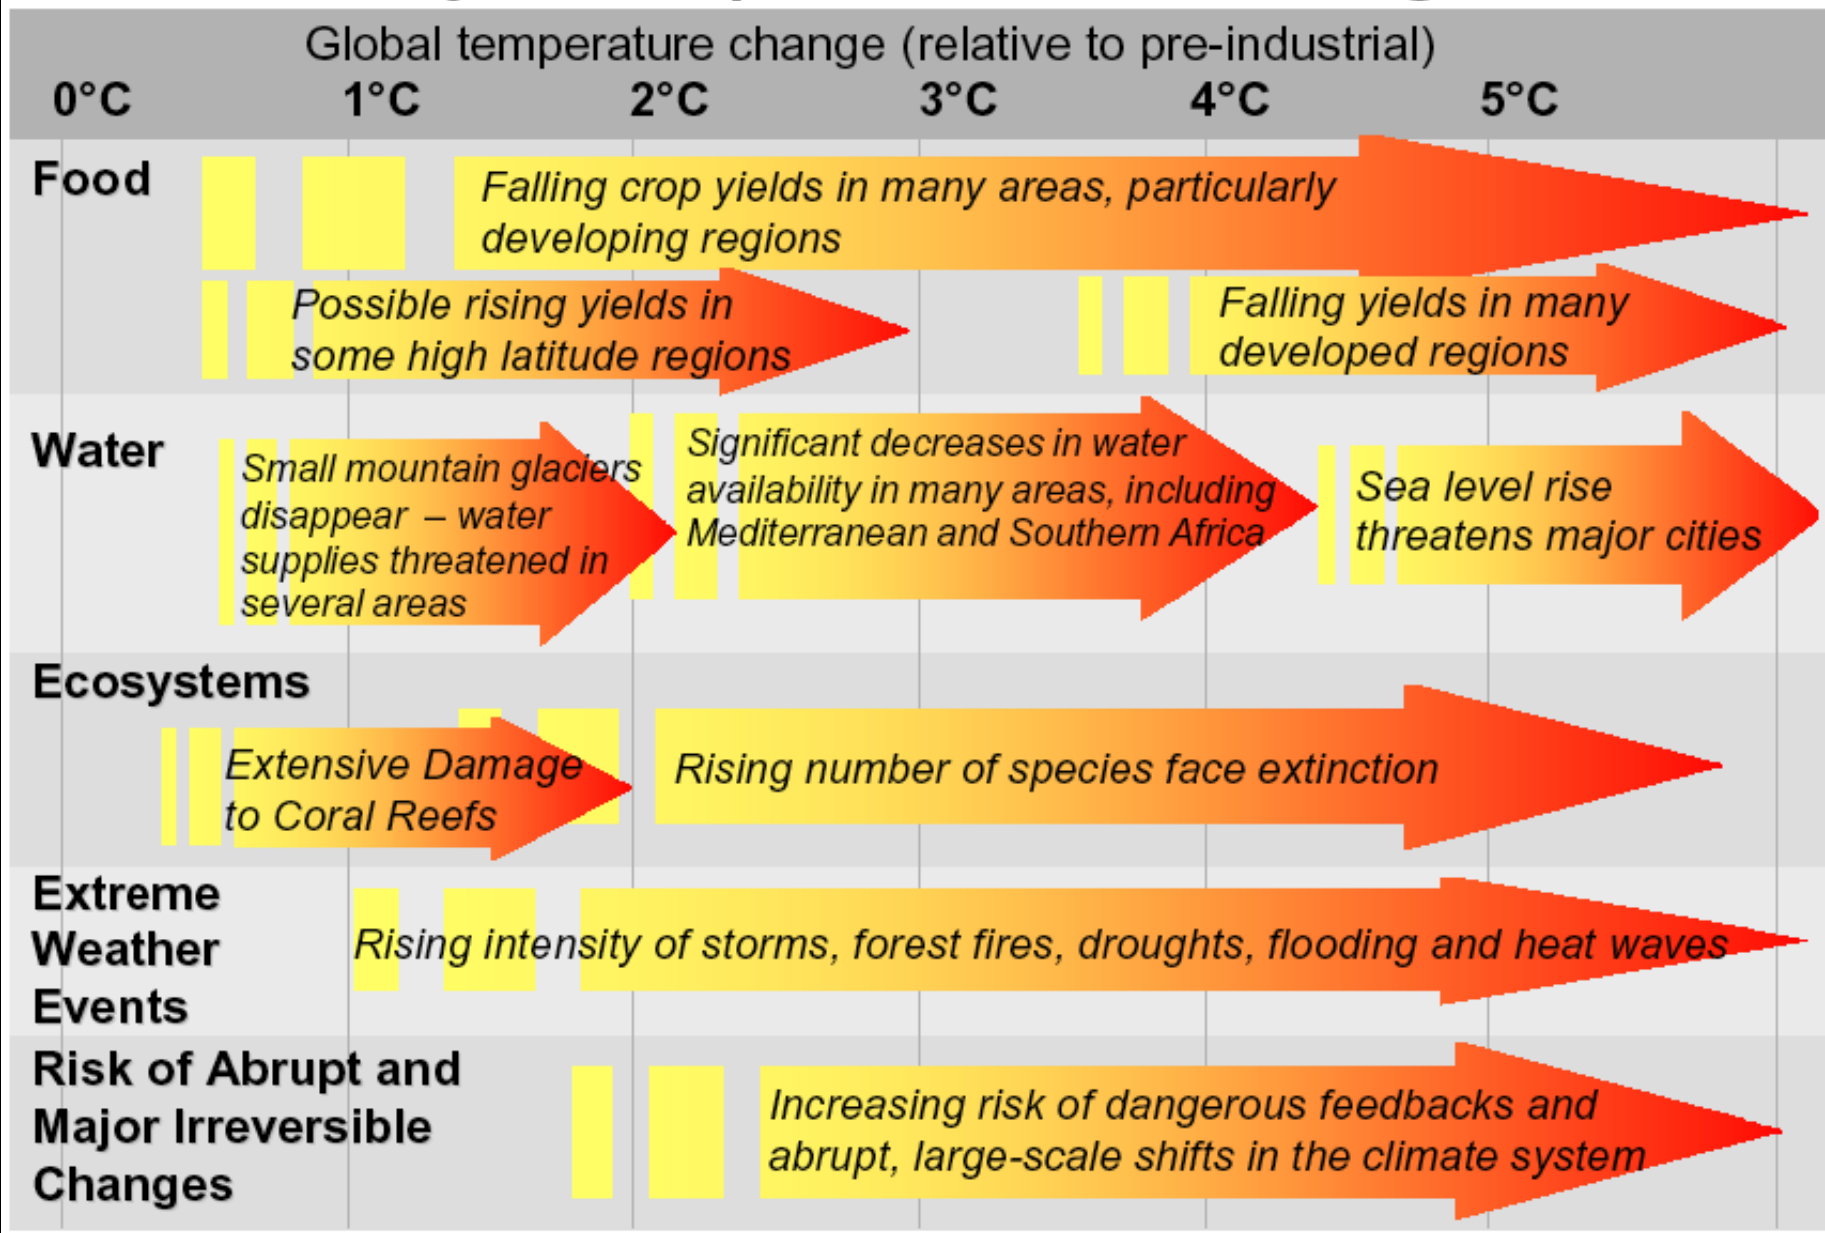 Global temperature change (relative to pre-industrial)
0°C 1°C 2°C 3°C 4°C 5°C
Food
Falling crop yields in many areas, particularly
developing regions
Possible rising yields in
some high latitude regions
Falling yields in many
developed regions
Water
Small mountain glaciers
disappear – water
supplies threatened in
several areas
Significant decreases in water
availability in many areas, including
Mediterranean and Southern Africa
Sea level rise
threatens major cities
Ecosystems
Extensive Damage
to Coral Reefs
Rising number of species face extinction
Extreme
Weather
Events
Rising intensity of storms, forest fires, droughts, flooding and heat waves
Risk of Abrupt and
Major Irreversible
Changes
Increasing risk of dangerous feedbacks and
abrupt, large-scale shifts in the climate system